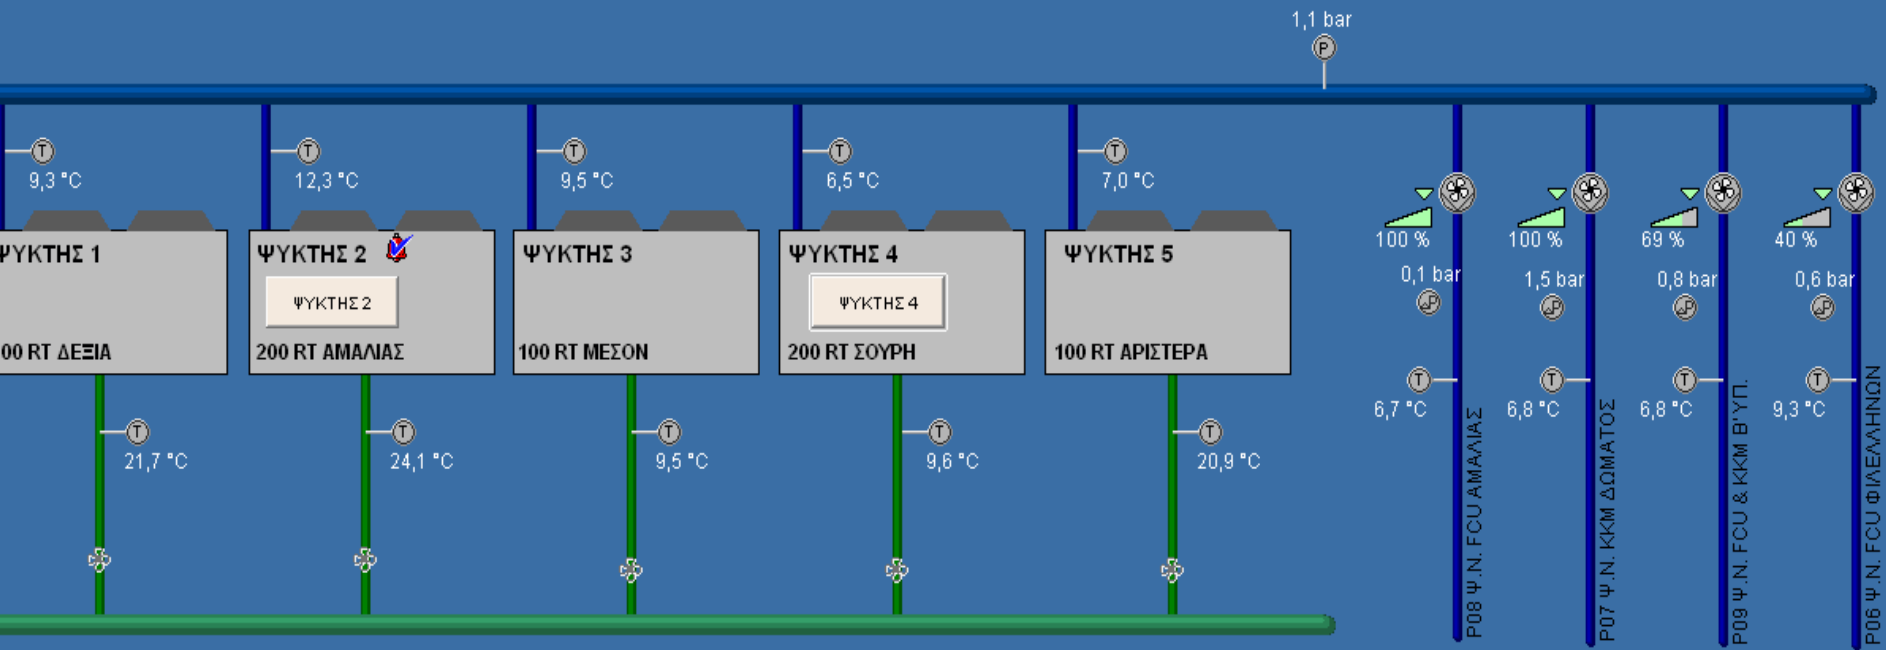 1,1 bar
P
T
T
T
T
T
9,3 °C
12,3 °C
9,5 °C
6,5 °C
7,0 °C
100 %
100 %
69 %
40 %
ΨΥΚΤΗΣ 1
ΨΥΚΤΗΣ 2
ΨΥΚΤΗΣ 3
ΨΥΚΤΗΣ 4
ΨΥΚΤΗΣ 5
0,1 bar
1,5 bar
0,8 bar
0,6 bar
ΨΥΚΤΗΣ 2
ΨΥΚΤΗΣ 4
P
P
P
P
00 RT ΔΕΞΙΑ
200 RT ΑΜΑΛΙΑΣ
100 RT ΜΕΣΟΝ
200 RT ΣΟΥΡΗ
100 RT ΑΡΙΣΤΕΡΑ
T
T
T
T
6,7 °C
6,8 °C
6,8 °C
9,3 °C
T
T
T
T
T
21,7 °C
24,1 °C
9,5 °C
9,6 °C
20,9 °C
P08 Ψ.Ν. FCU ΑΜΑΛΙΑΣ
P07 Ψ.Ν. ΚΚΜ ΔΩΜΑΤΟΣ
P09 Ψ.Ν. FCU & ΚΚΜ Β'ΥΠ.
P06 Ψ.Ν. FCU ΦΙΛΕΛΛΗΝΩΝ